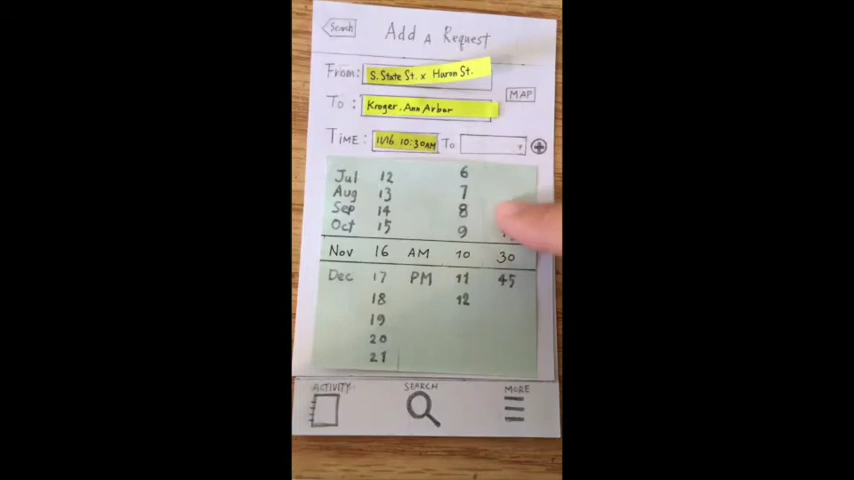 Search
Add A Request
From: S. State St. x Huron St.
To: Kroger, Ann Arbor
MAP
TIME: 11/16 10:30AM To
Jul 12 6
Aug 13 7
Sep 14 8
Oct 15 9
Nov 16 AM 10 30
Dec 17 PM 11 45
18 12
19
20
21
ACTIVITY SEARCH MORE